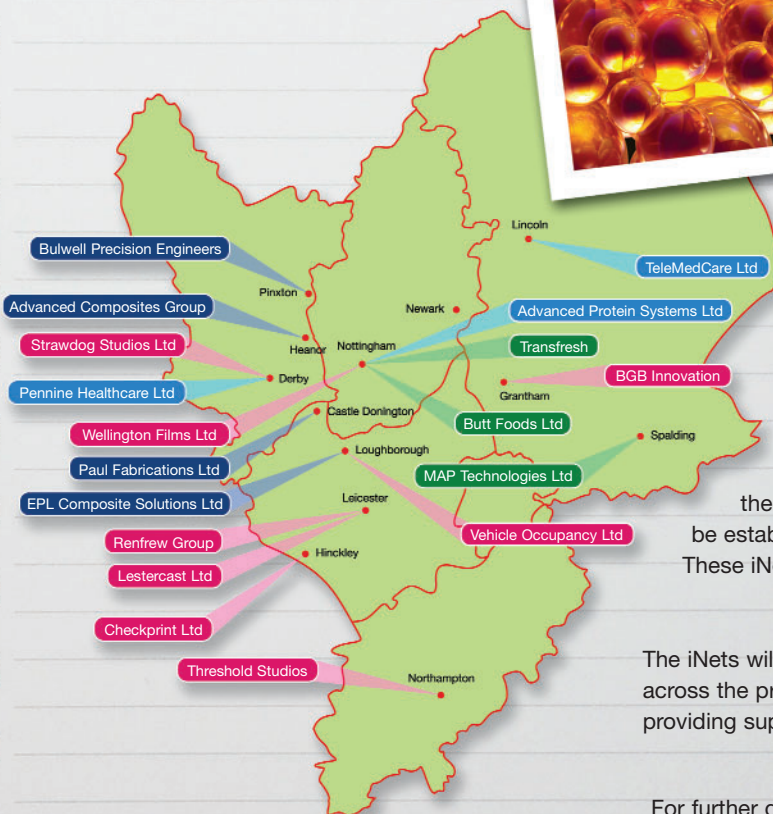 Lincoln
Bulwell Precision Engineers
TeleMedCare Ltd
Pinxton
Advanced Composites Group
Newark
Advanced Protein Systems Ltd
Strawdog Studios Ltd
Heanor
Nottingham
Transfresh
Derby
BGB Innovation
Pennine Healthcare Ltd
Grantham
Castle Donington
Butt Foods Ltd
Wellington Films Ltd
Spalding
Paul Fabrications Ltd
Loughborough
MAP Technologies Ltd
EPL Composite Solutions Ltd
Leicester
the
Vehicle Occupancy Ltd
be estab
Renfrew Group
Hinckley
These iN
Lestercast Ltd
Checkprint Ltd
The iNets wil
Threshold Studios
Northampton
across the pr
providing sup
For further